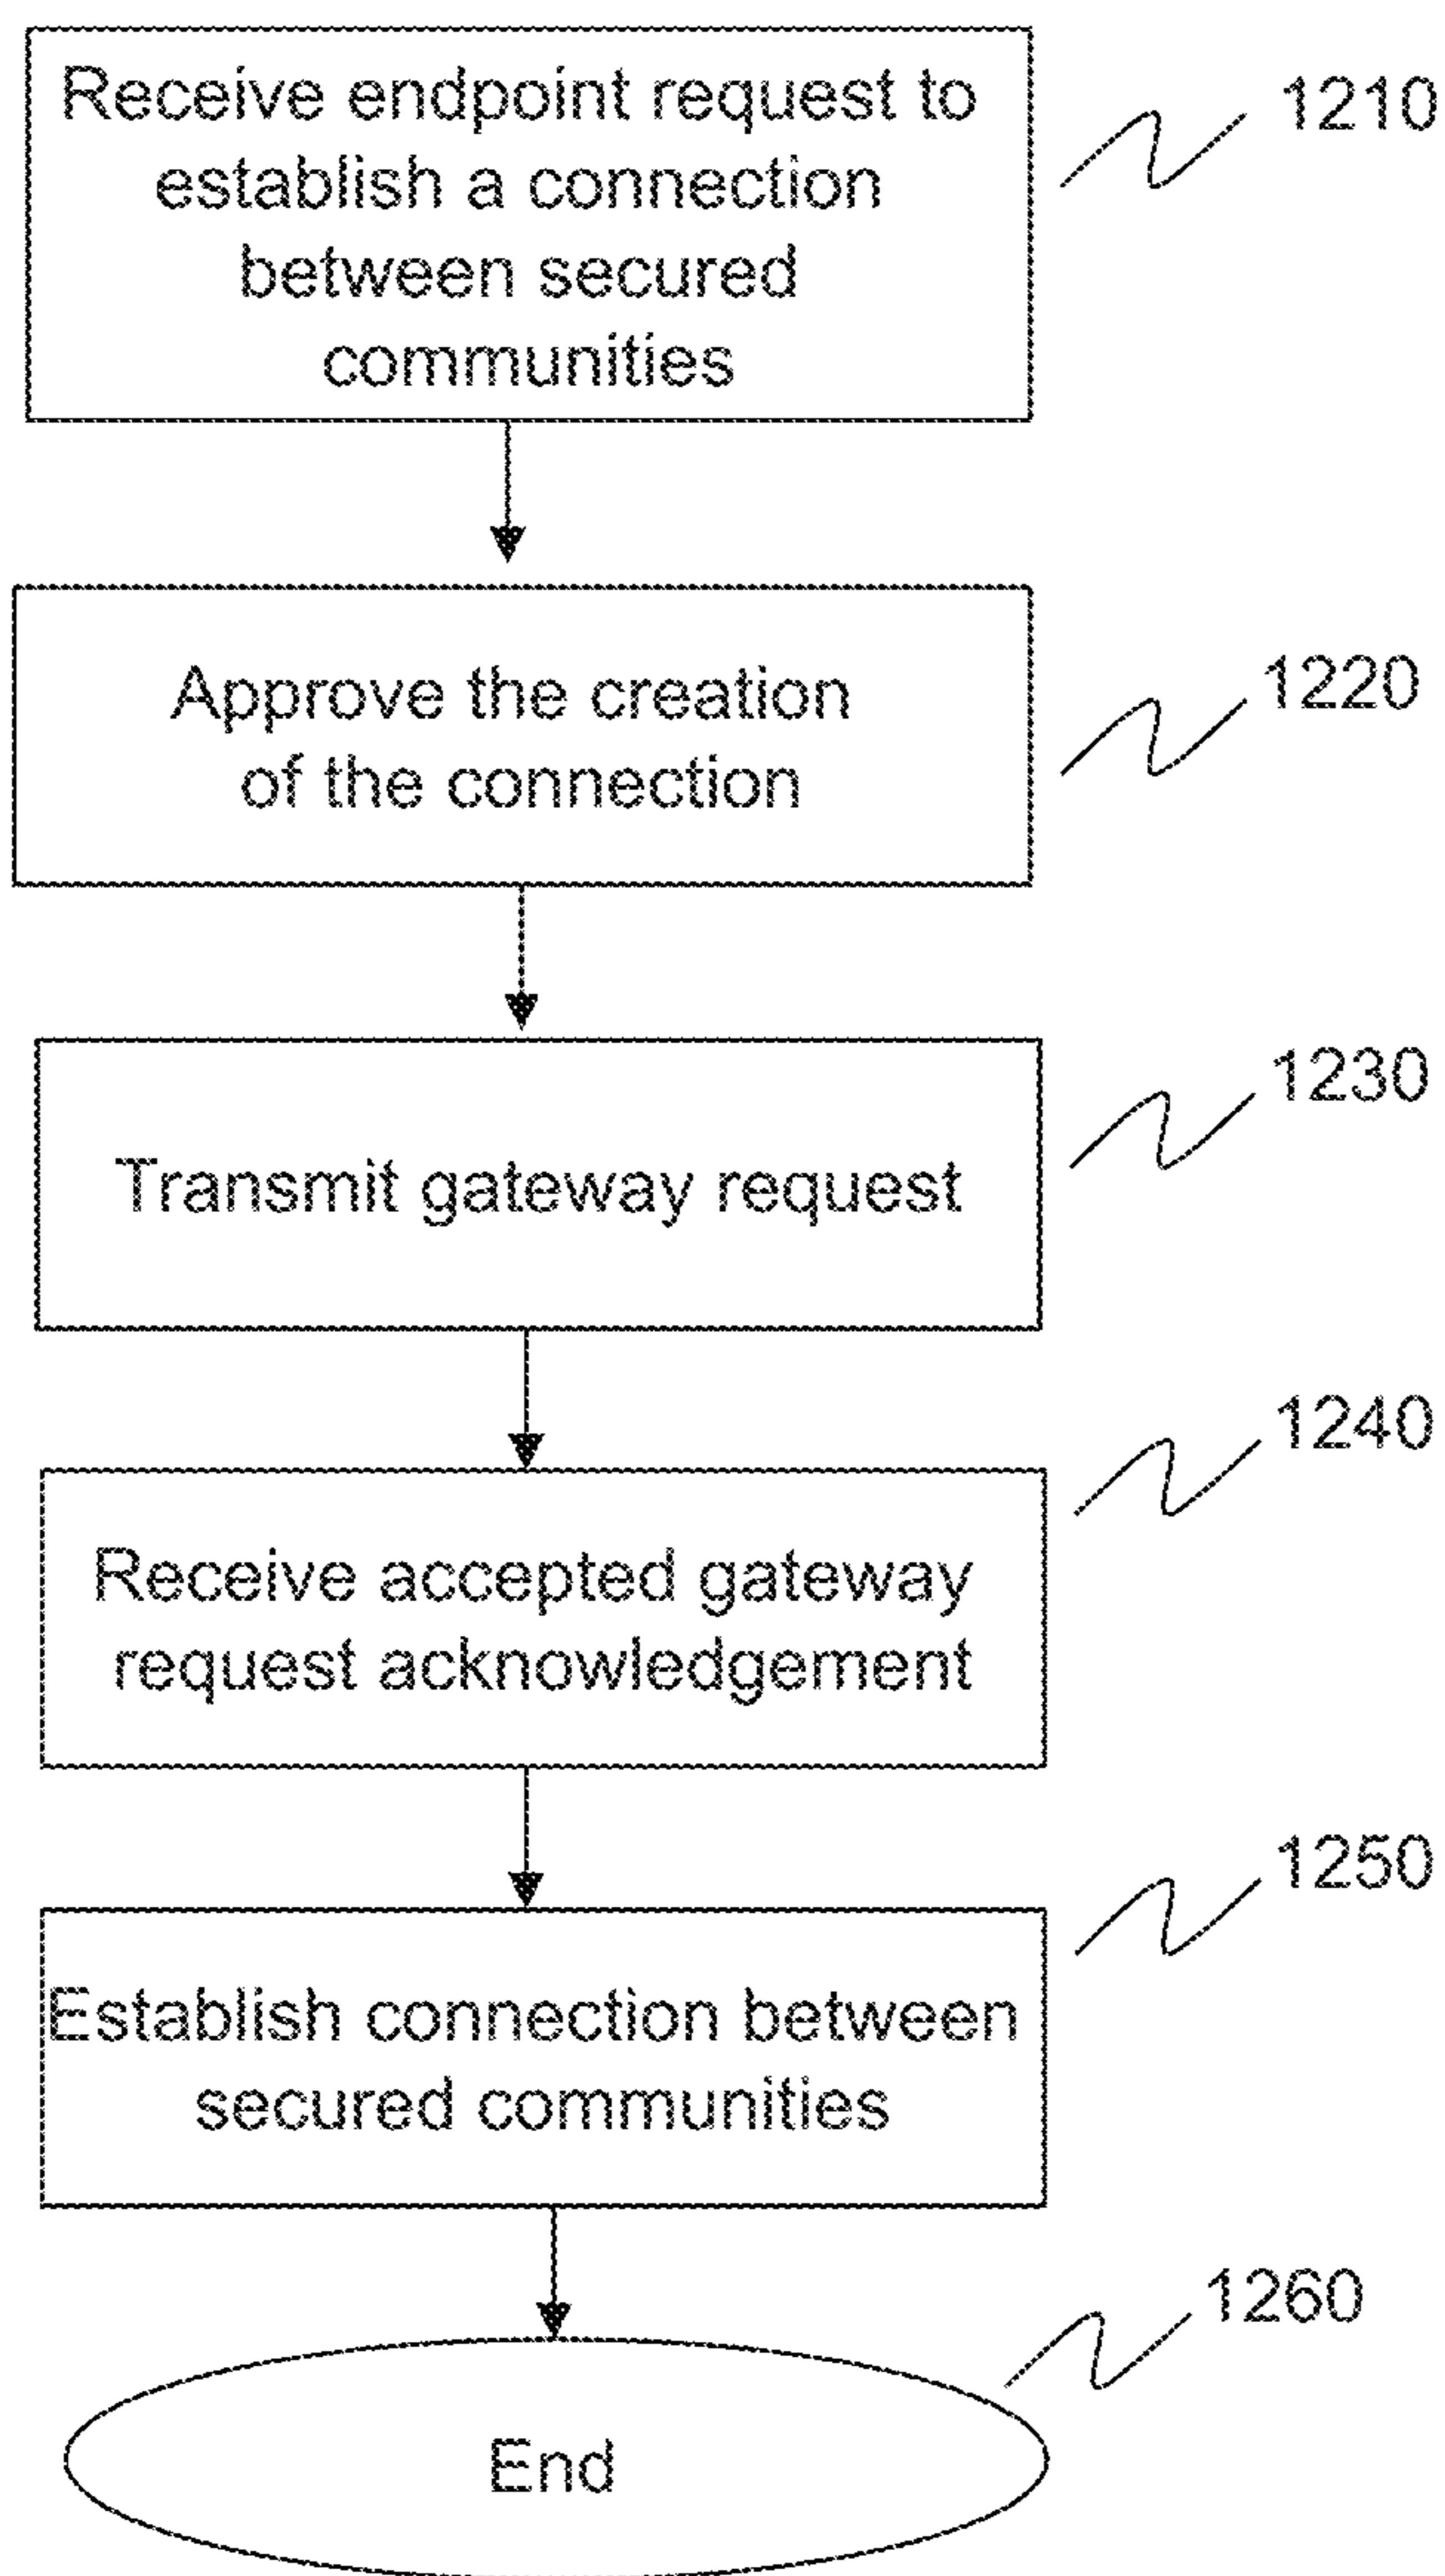 Receive endpoint request to
establish a connection
between secured
communities
1210
Approve the creation
of the connection
1220
Transmit gateway request
1230
Receive accepted gateway
request acknowledgement
1240
Establish connection between
secured communities
1250
End
1260